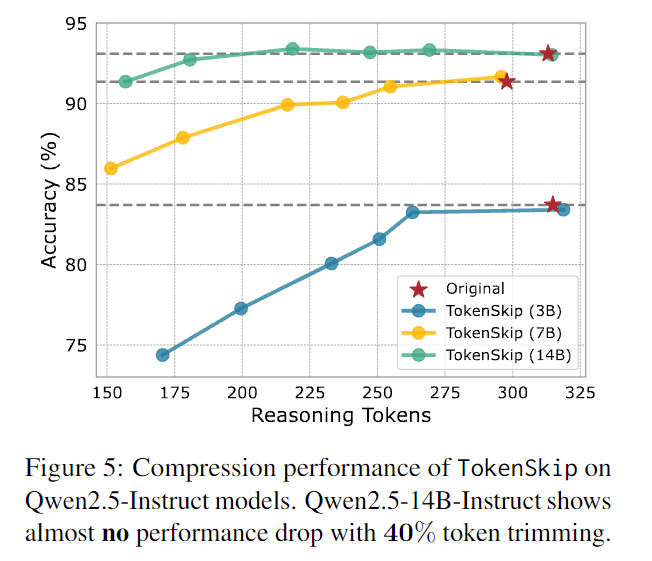 95
90
85
80
75
Accuracy (%)
150 175 200 225 250 275 300 325
Reasoning Tokens
Original
TokenSkip (3B)
TokenSkip (7B)
TokenSkip (14B)
Figure 5: Compression performance of TokenSkip on
Qwen2.5-Instruct models. Qwen2.5-14B-Instruct shows
almost no performance drop with 40% token trimming.